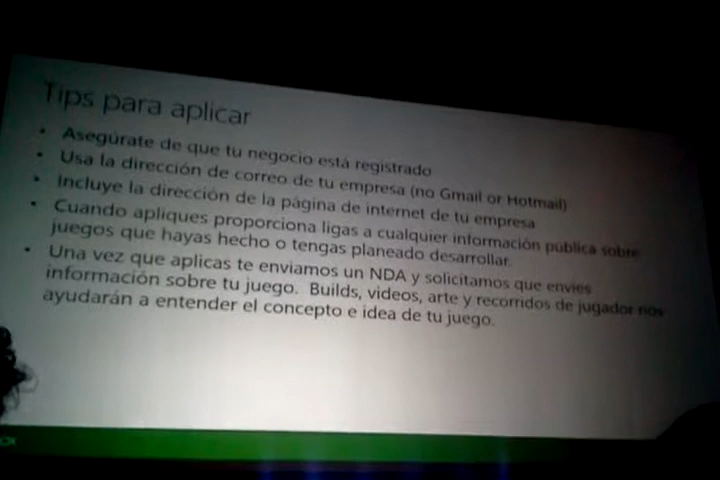 Tips para aplicar
• Asegúrate de que tu negocio está registrado
• Usa la dirección de correo de tu empresa (no Gmail or Hotmail)
• Incluye la dirección de la página de internet de tu empresa
• Cuando apliques proporciona ligas a cualquier información pública sobre
juegos que hayas hecho o tengas planeado desarrollar.
• Una vez que aplicas te enviamos un NDA y solicitamos que envies
información sobre tu juego. Builds, videos, arte y recorridos de jugador nos
ayudarán a entender el concepto e idea de tu juego.